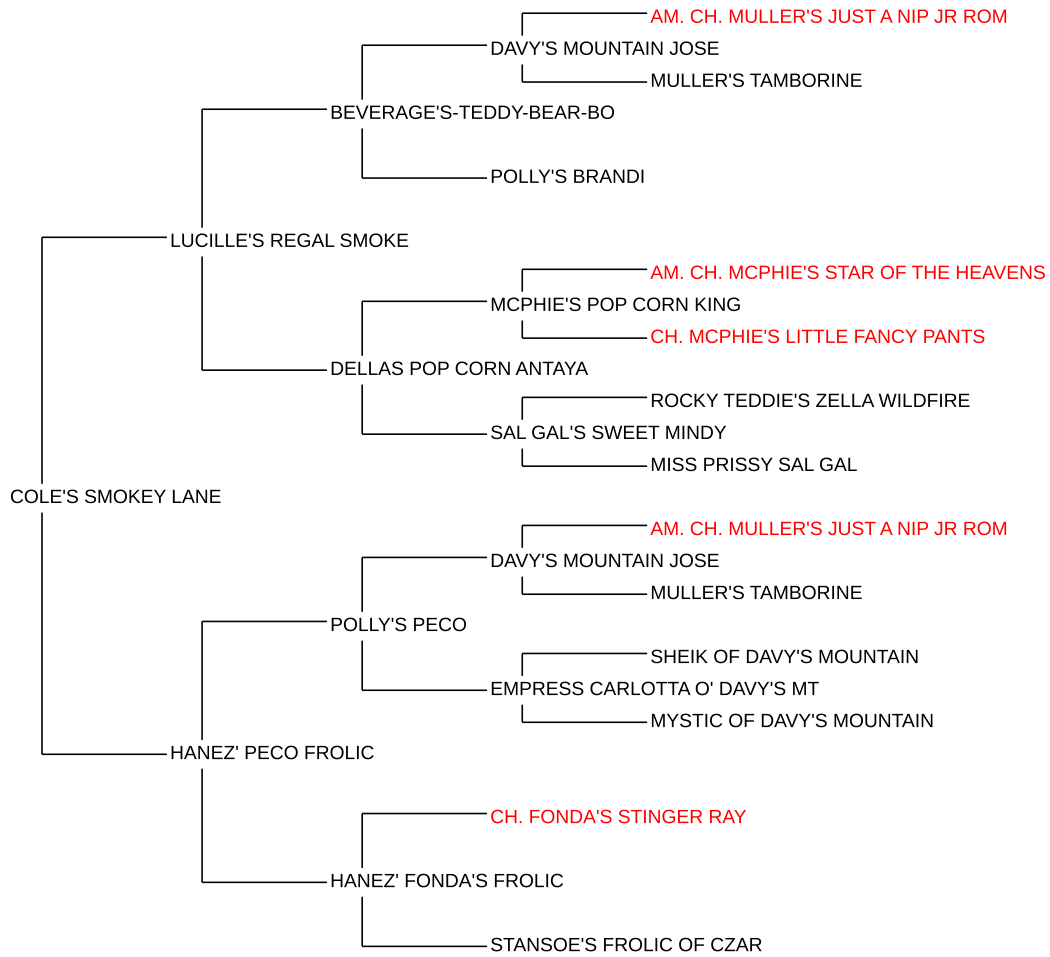 AM. CH. MULLER'S JUST A NIP JR ROM
DAVY'S MOUNTAIN JOSE
MULLER'S TAMBORINE
BEVERAGE'S-TEDDY-BEAR-BO
POLLY'S BRANDI
LUCILLE'S REGAL SMOKE
AM. CH. MCPHIE'S STAR OF THE HEAVENS
MCPHIE'S POP CORN KING
CH. MCPHIE'S LITTLE FANCY PANTS
DELLAS POP CORN ANTAYA
ROCKY TEDDIE'S ZELLA WILDFIRE
SAL GAL'S SWEET MINDY
MISS PRISSY SAL GAL
COLE'S SMOKEY LANE
AM. CH. MULLER'S JUST A NIP JR ROM
DAVY'S MOUNTAIN JOSE
MULLER'S TAMBORINE
POLLY'S PECO
SHEIK OF DAVY'S MOUNTAIN
EMPRESS CARLOTTA O' DAVY'S MT
MYSTIC OF DAVY'S MOUNTAIN
HANEZ' PECO FROLIC
CH. FONDA'S STINGER RAY
HANEZ' FONDA'S FROLIC
STANSOE'S FROLIC OF CZAR